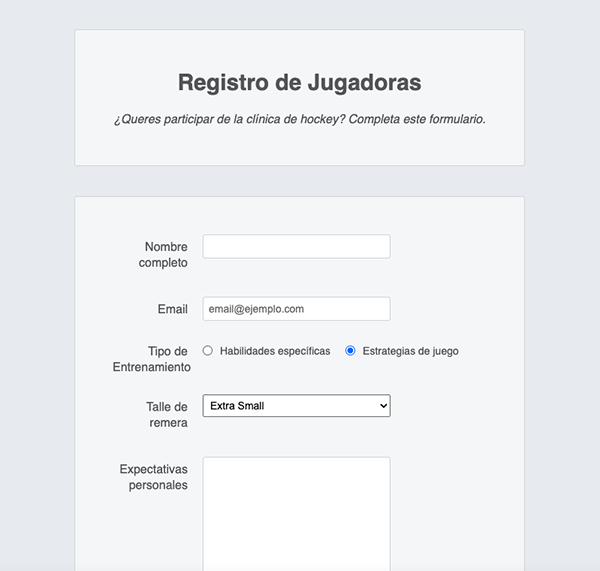 Registro de Jugadoras
¿Queres participar de la clínica de hockey? Completa este formulario.
Nombre
completo
Email
email@ejemplo.com
Tipo de
Entrenamiento
Habilidades específicas
Estrategias de juego
Talle de
remera
Extra Small
Expectativas
personales